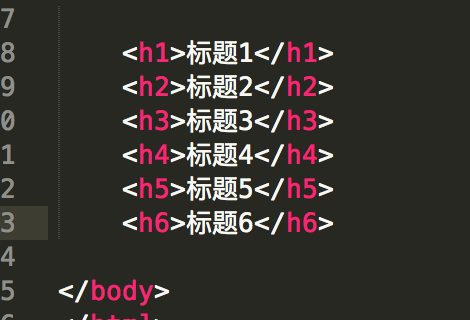 7
8 <h1>标题1</h1>
9 <h2>标题2</h2>
0 <h3>标题3</h3>
1 <h4>标题4</h4>
2 <h5>标题5</h5>
3 <h6>标题6</h6>
4
5 </body>
6 </html>